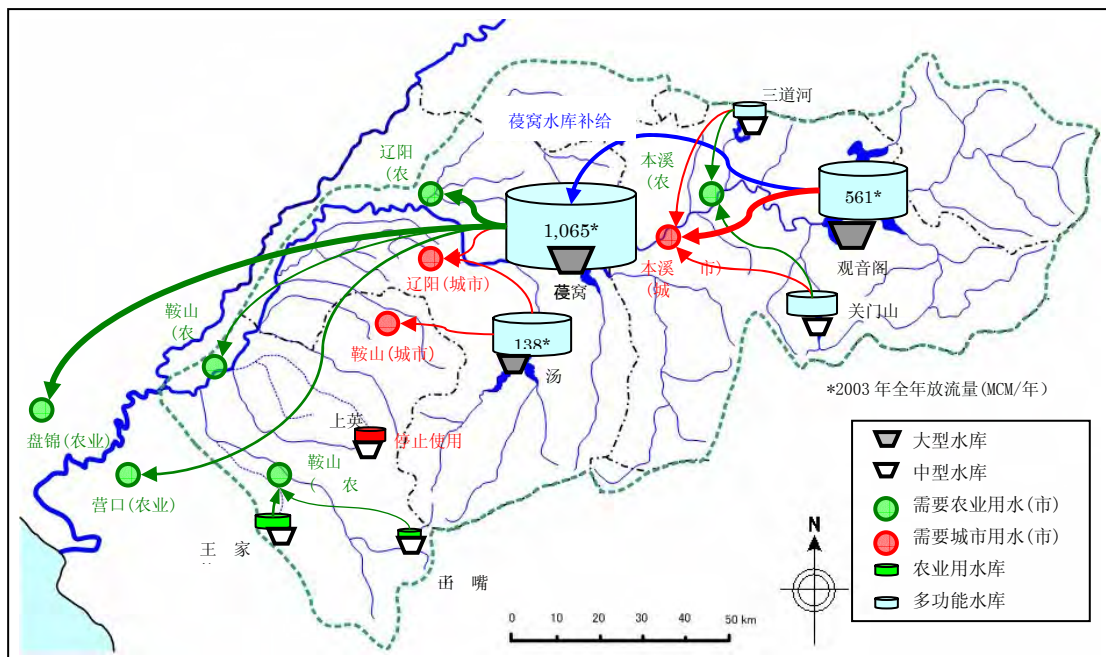 三道河
葠窝水库补给
辽阳
(农
本溪
(农
561*
1,065*
观音阁
辽阳(城市)
葠窝
本溪
市)
(城
关门山
鞍山
(农
鞍山(城市)
138*
汤
*2003 年全年放流量(MCM/年)
盘锦(农业)
上英
停止使用
鞍山
( 农
营口(农业)
王 家
嘴
大型水库
中型水库
需要农业用水(市)
需要城市用水(市)
农业用水库
多功能水库
N
0 10 20 30 40 50 km